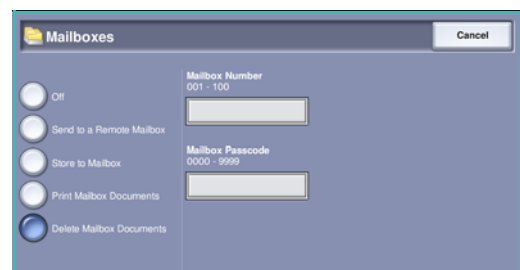 Mailboxes
Cancel
Off
Send to a Remote Mailbox
Store to Mailbox
Print Mailbox Documents
Delete Mailbox Documents
Mailbox Number
001 - 100
Mailbox Passcode
0000 - 9999